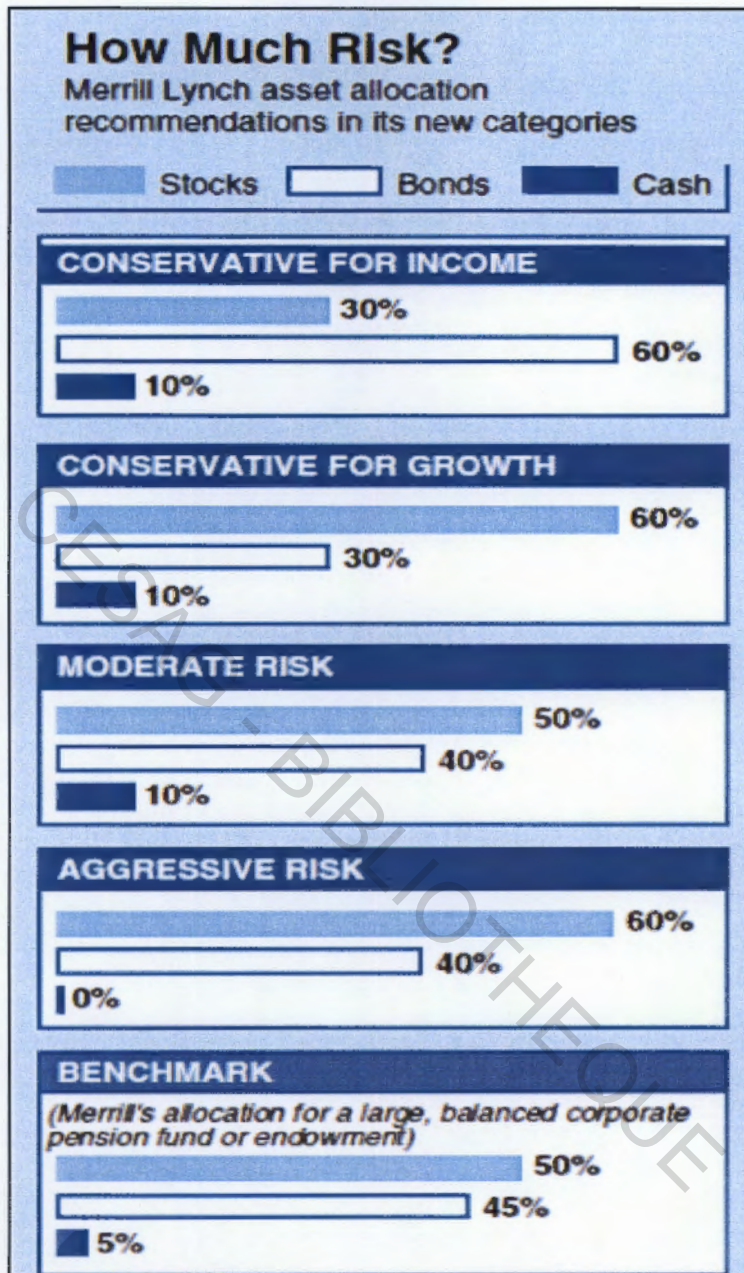 How Much Risk?
Merrill Lynch asset allocation
recommendations in its new categories
Stocks Bonds Cash
CONSERVATIVE FOR INCOME
30%
60%
10%
CONSERVATIVE FOR GROWTH
60%
30%
10%
MODERATE RISK
50%
40%
10%
AGGRESSIVE RISK
60%
40%
0%
BENCHMARK
(Merrill's allocation for a large, balanced corporate
pension fund or endowment)
50%
45%
5%
CESAG - BIBLIOTHEQUE